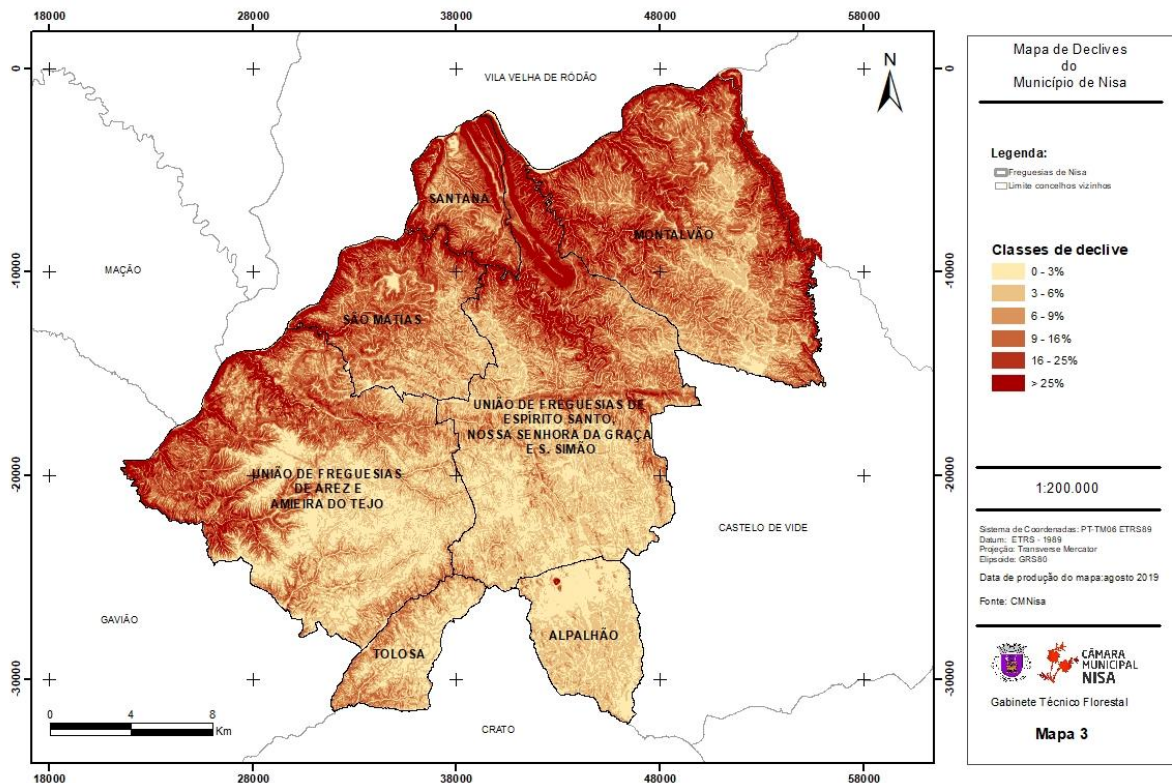 18000 28000 38000 48000 58000
0
VILA VELHA DE RÓDÃO
N
0
SANTANA
MONTALVÃO
-10000
MAÇÃO
-10000
SÃO MATIAS
UNIÃO DE FREGUESIAS DE
ESPÍRITO SANTO,
NOSSA SENHORA DA GRAÇA
E S. SIMÃO
-20000
UNIÃO DE FREGUESIAS
DE AREZ E
AMIEIRA DO TEJO
-20000
CASTELO DE VIDE
GAVIÃO
ALPALHÃO
TOLOSA
-30000
-30000
0 4 8
Km
CRATO
18000 28000 38000 48000 58000
Mapa de Declives
do
Município de Nisa
Legenda:
Freguesias de Nisa
Limite concelhos vizinhos
Classes de declive
0 - 3%
3 - 6%
6 - 9%
9 - 16%
16 - 25%
> 25%
1:200.000
Sistema de Coordenadas: PT-TM06 ETRS89
Datum: ETRS - 1989
Projeção: Transverse Mercator
Elipsoide: GRS80
Data de produção do mapa:agosto 2019
Fonte: CMNisa
CÂMARA
MUNICIPAL
NISA
Gabinete Técnico Florestal
Mapa 3